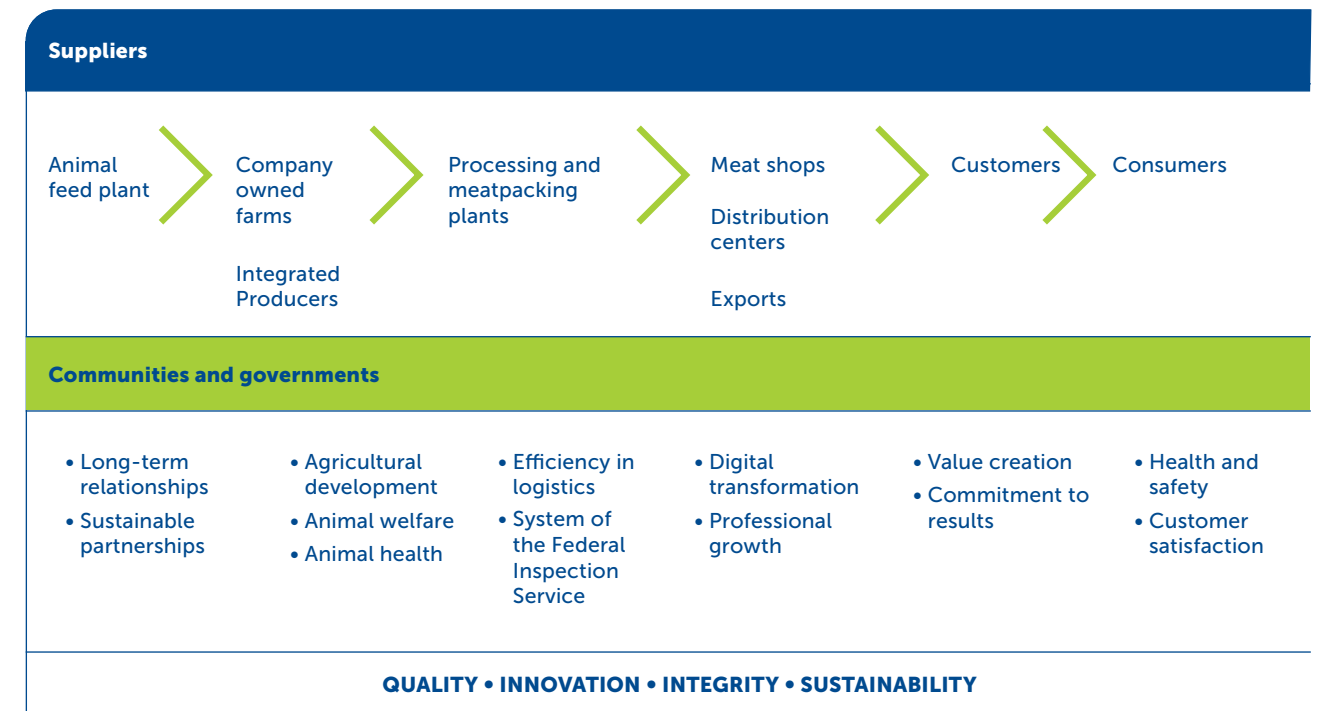 Suppliers
Animal
feed plant
Company
owned
farms
Integrated
Producers
Processing and
meatpacking
plants
Meat shops
Distribution
centers
Exports
Customers
Consumers
Communities and governments
• Long-term
relationships
• Sustainable
partnerships
• Agricultural
development
• Animal welfare
• Animal health
• Efficiency in
logistics
• System of
the Federal
Inspection
Service
• Digital
transformation
• Professional
growth
• Value creation
• Commitment to
results
• Health and
safety
• Customer
satisfaction
QUALITY • INNOVATION • INTEGRITY • SUSTAINABILITY